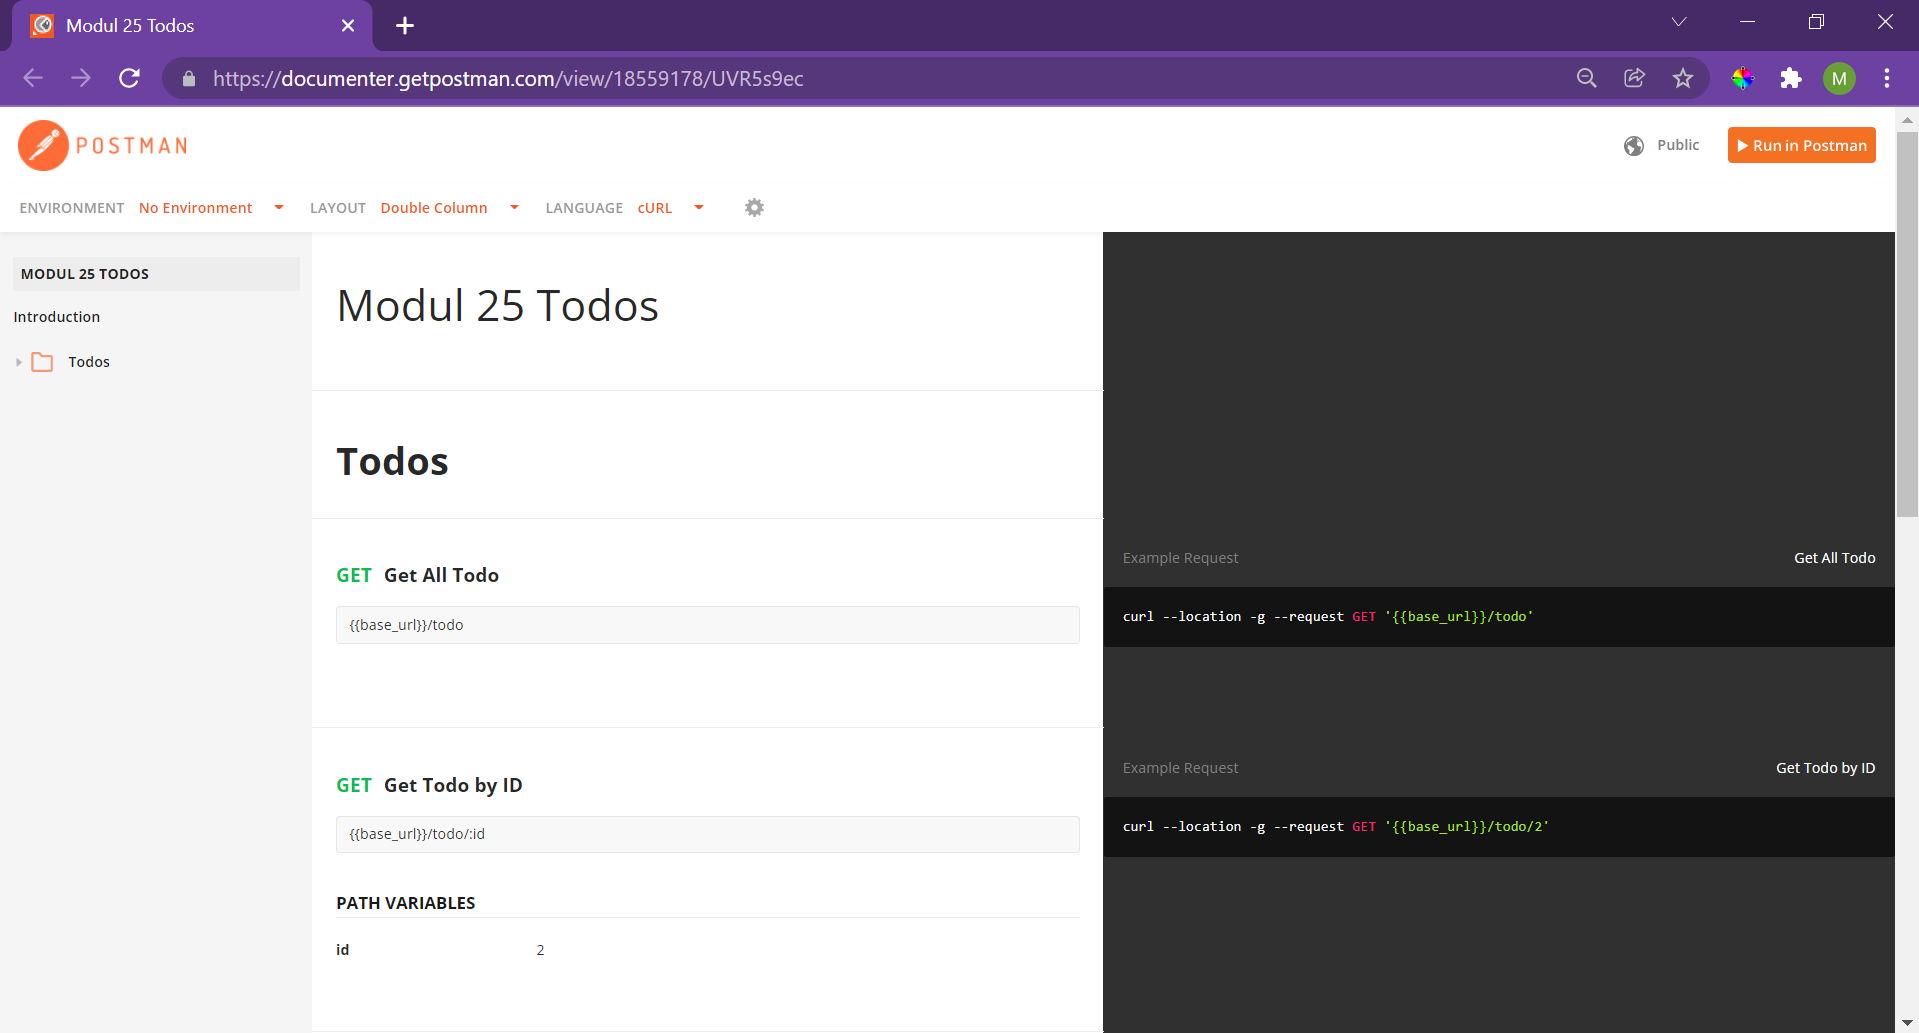 Modul 25 Todos
https://documenter.getpostman.com/view/18559178/UVR5s9ec
M
POSTMAN
Public
Run in Postman
ENVIRONMENT No Environment LAYOUT Double Column LANGUAGE cURL
MODUL 25 TODOS
Introduction
Todos
Modul 25 Todos
Todos
GET Get All Todo
{{base_url}}/todo
Example Request Get All Todo
curl --location -g --request GET '{{base_url}}/todo'
GET Get Todo by ID
{{base_url}}/todo/:id
PATH VARIABLES
id 2
Example Request Get Todo by ID
curl --location -g --request GET '{{base_url}}/todo/2'